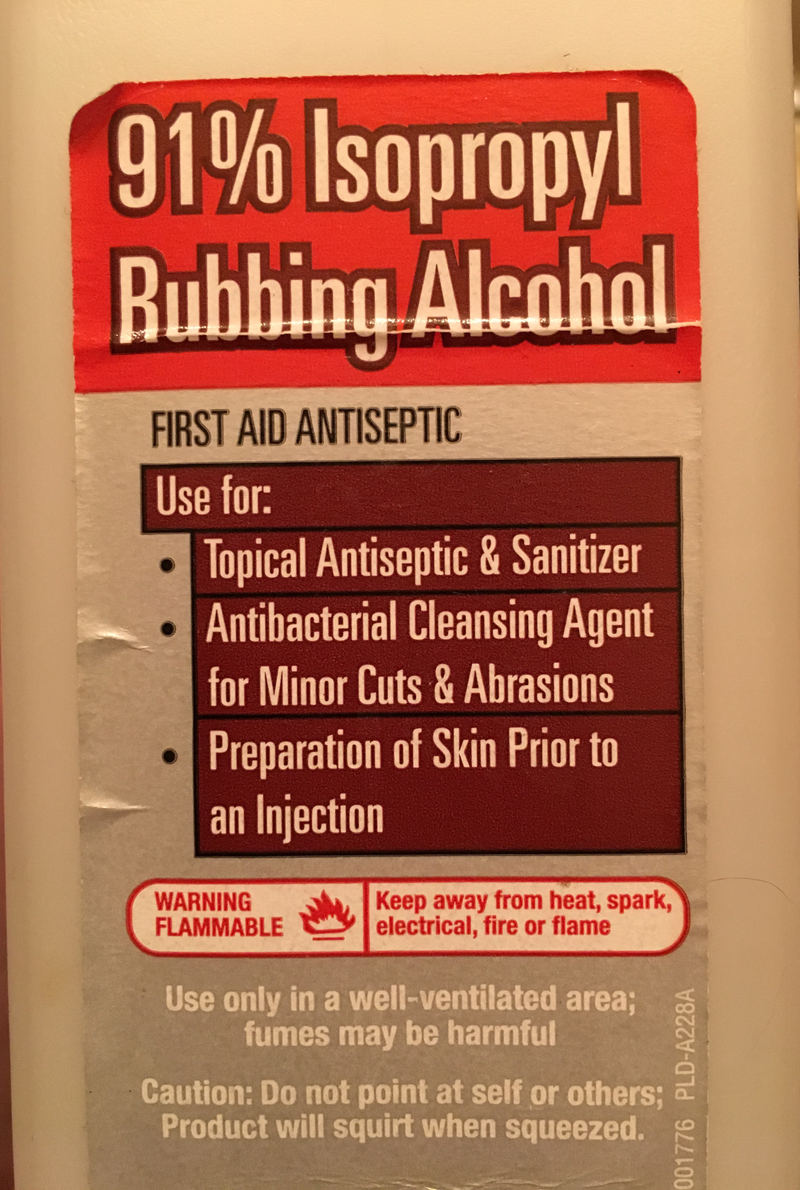 91% Isopropyl
Rubbing Alcohol
FIRST AID ANTISEPTIC
Use for:
• Topical Antiseptic & Sanitizer
• Antibacterial Cleansing Agent
for Minor Cuts & Abrasions
• Preparation of Skin Prior to
an Injection
WARNING
FLAMMABLE
Keep away from heat, spark,
electrical, fire or flame
Use only in a well-ventilated area;
fumes may be harmful
Caution: Do not point at self or others;
Product will squirt when squeezed.
001776 PLD-A228A